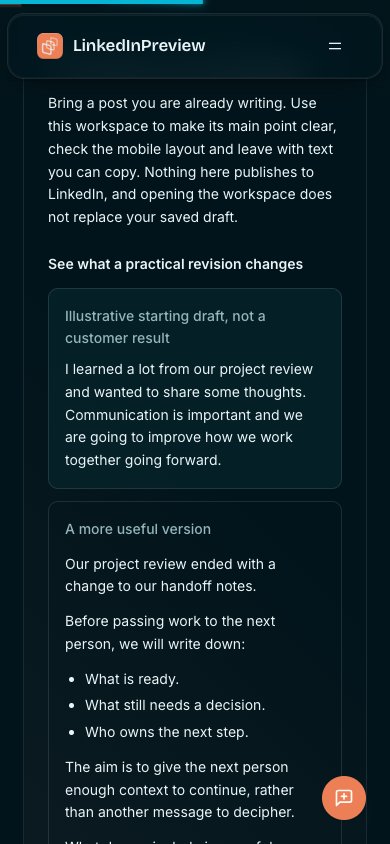 LinkedInPreview
Bring a post you are already writing. Use
this workspace to make its main point clear,
check the mobile layout and leave with text
you can copy. Nothing here publishes to
LinkedIn, and opening the workspace does
not replace your saved draft.
See what a practical revision changes
Illustrative starting draft, not a
customer result
I learned a lot from our project review
and wanted to share some thoughts.
Communication is important and we
are going to improve how we work
together going forward.
A more useful version
Our project review ended with a
change to our handoff notes.
Before passing work to the next
person, we will write down:
• What is ready.
• What still needs a decision.
• Who owns the next step.
The aim is to give the next person
enough context to continue, rather
than another message to decipher.